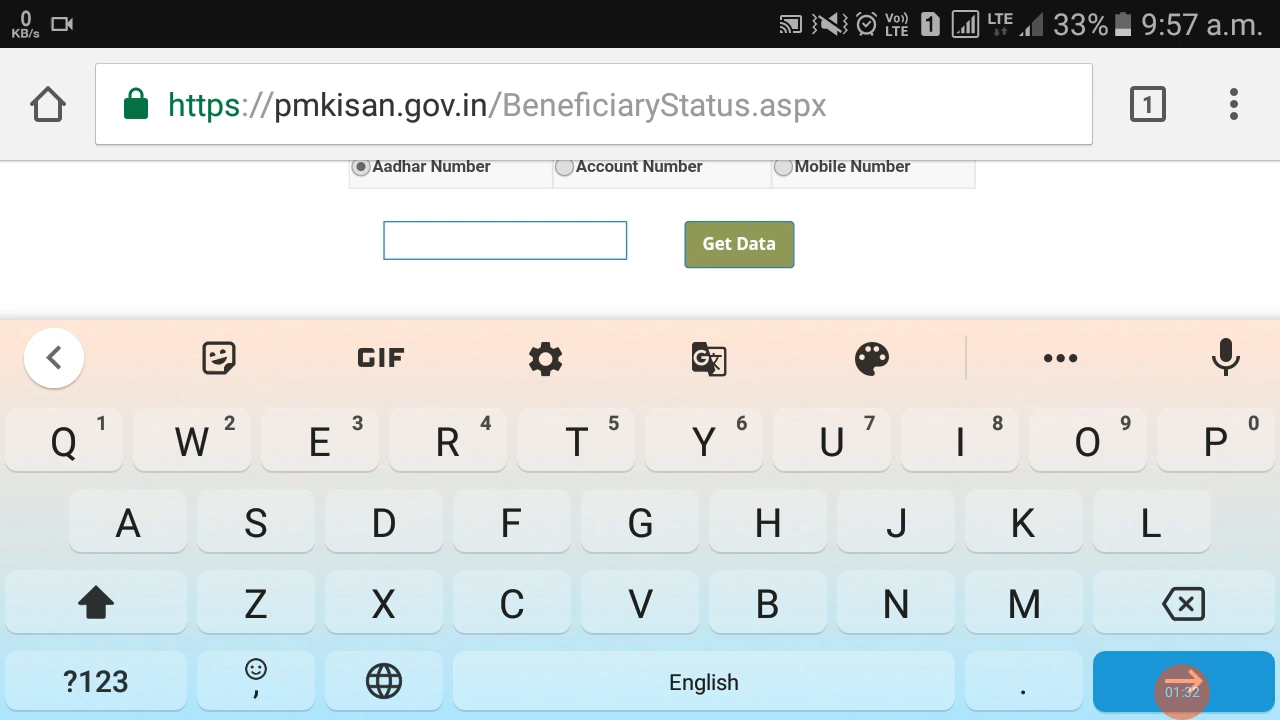 0
KB/s
Vo))
LTE
1
LTE
33%
9:57 a.m.
https://pmkisan.gov.in/BeneficiaryStatus.aspx
1
Aadhar Number Account Number Mobile Number
Get Data
GIF
G
Q 1 W 2 E 3 R 4 T 5 Y 6 U 7 I 8 O 9 P 0
A S D F G H J K L
Z X C V B N M
?123 , English .
01:32